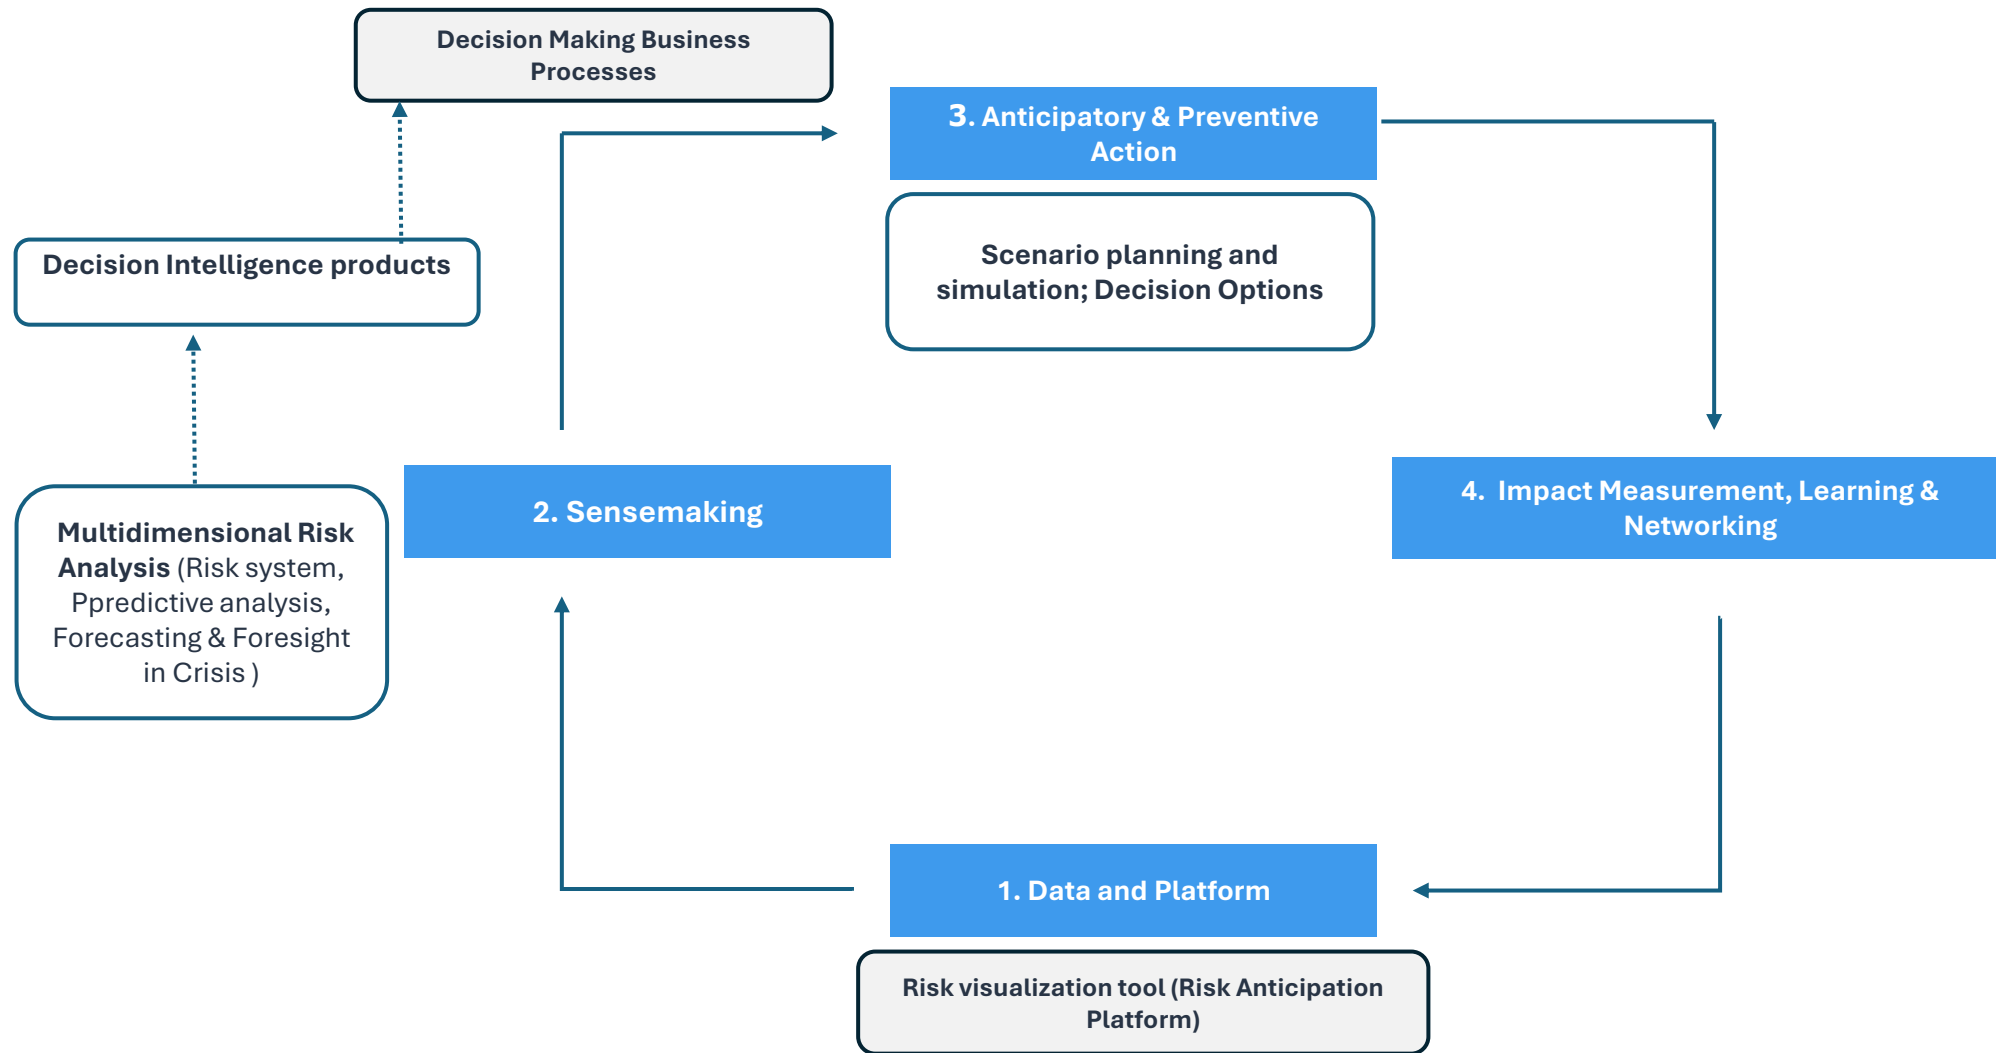 Decision Making Business
Processes
3. Anticipatory & Preventive
Action
Scenario planning and
simulation; Decision Options
Decision Intelligence products
2. Sensemaking
4. Impact Measurement, Learning &
Networking
Multidimensional Risk
Analysis (Risk system,
Ppredictive analysis,
Forecasting & Foresight
in Crisis )
1. Data and Platform
Risk visualization tool (Risk Anticipation
Platform)